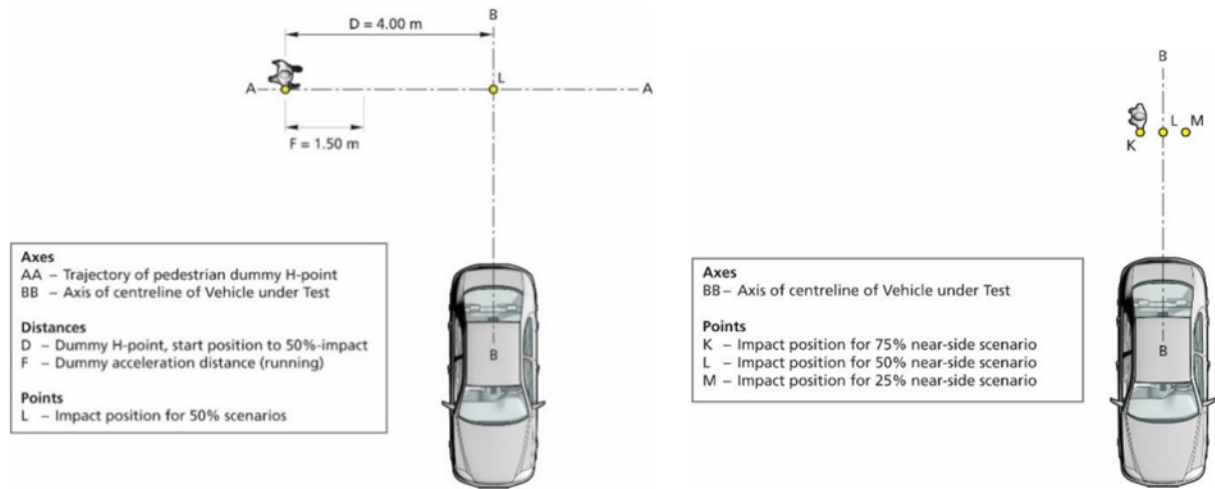 B
D = 4.00 m
L
A
A
F = 1.50 m
B
Axes
AA – Trajectory of pedestrian dummy H-point
BB – Axis of centreline of Vehicle under Test
Distances
D – Dummy H-point, start position to 50%-impact
F – Dummy acceleration distance (running)
Points
L – Impact position for 50% scenarios
B
L
M
K
B
Axes
BB – Axis of centreline of Vehicle under Test
Points
K – Impact position for 75% near-side scenario
L – Impact position for 50% near-side scenario
M – Impact position for 25% near-side scenario